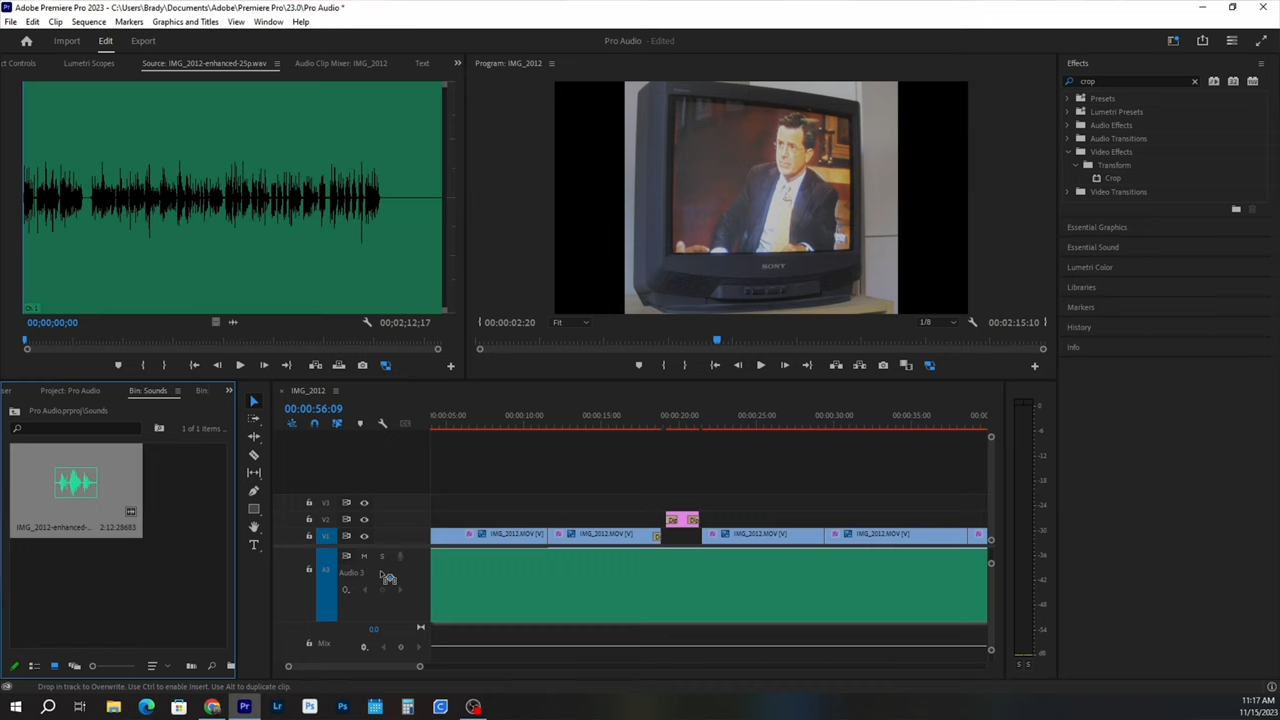 Adobe Premiere Pro 2023 - C:\Users\Brady\Documents\Adobe\Premiere Pro\23.0\Pro Audio *
File Edit Clip Sequence Markers Graphics and Titles View Window Help
Import Edit Export Pro Audio - Edited
ct Controls Lumetri Scopes Source: IMG_2012-enhanced-25p.wav Audio Clip Mixer: IMG_2012 Text Program: IMG_2012 Effects
crop
Presets
Lumetri Presets
Audio Effects
Audio Transitions
Video Effects
Transform
Crop
Video Transitions
Essential Graphics
Essential Sound
Lumetri Color
Libraries
Markers
History
Info
SONY
Ch 1
00;00;00;00 00;02;12;17 00:00:02:20 Fit 1/8 00:02:15:10
ser Project: Pro Audio Bin: Sounds Bin: IMG_2012
Pro Audio.prproj\Sounds 00:00:56:09
1 of 1 items ...
00:00:05:00 00:00:10:00 00:00:15:00 00:00:20:00 00:00:25:00 00:00:30:00 00:00:35:00 00:0
V3
V2
V1 IMG_2012.MOV [V] IMG_2012.MOV [V] IMG_2012.MOV [V] IMG_2012.MOV [V]
IMG_2012-enhanced-... 2:12:28683
M S
A3 Audio 3
0.0
Mix
0
-6
-12
-18
-24
-30
-36
-42
-48
-54
dB
S S
Drop in track to Overwrite. Use Ctrl to enable Insert. Use Alt to duplicate clip.
Pr Lr Ps Ps
11:17 AM
11/15/2023